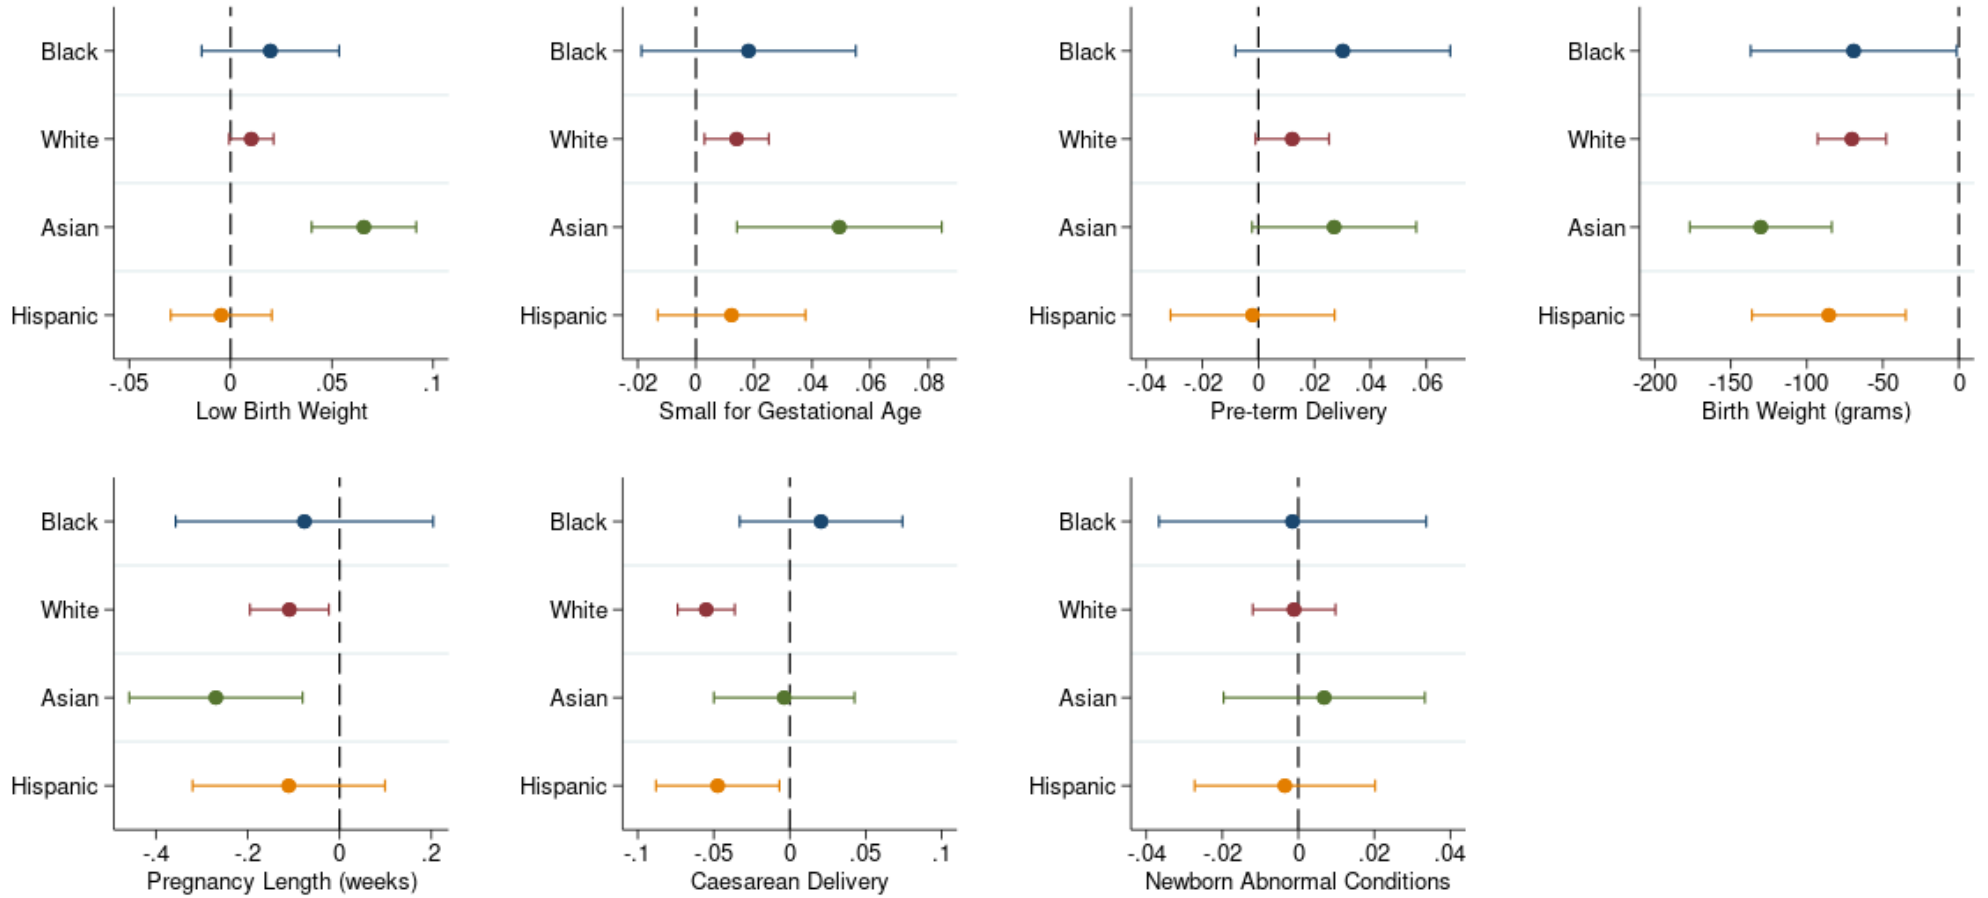 Black
White
Asian
Hispanic
-.05 0 .05 .1
Low Birth Weight
Black
White
Asian
Hispanic
-.02 0 .02 .04 .06 .08
Small for Gestational Age
Black
White
Asian
Hispanic
-.04 -.02 0 .02 .04 .06
Pre-term Delivery
Black
White
Asian
Hispanic
-200 -150 -100 -50 0
Birth Weight (grams)
Black
White
Asian
Hispanic
-.4 -.2 0 .2
Pregnancy Length (weeks)
Black
White
Asian
Hispanic
-.1 -.05 0 .05 .1
Caesarean Delivery
Black
White
Asian
Hispanic
-.04 -.02 0 .02 .04
Newborn Abnormal Conditions